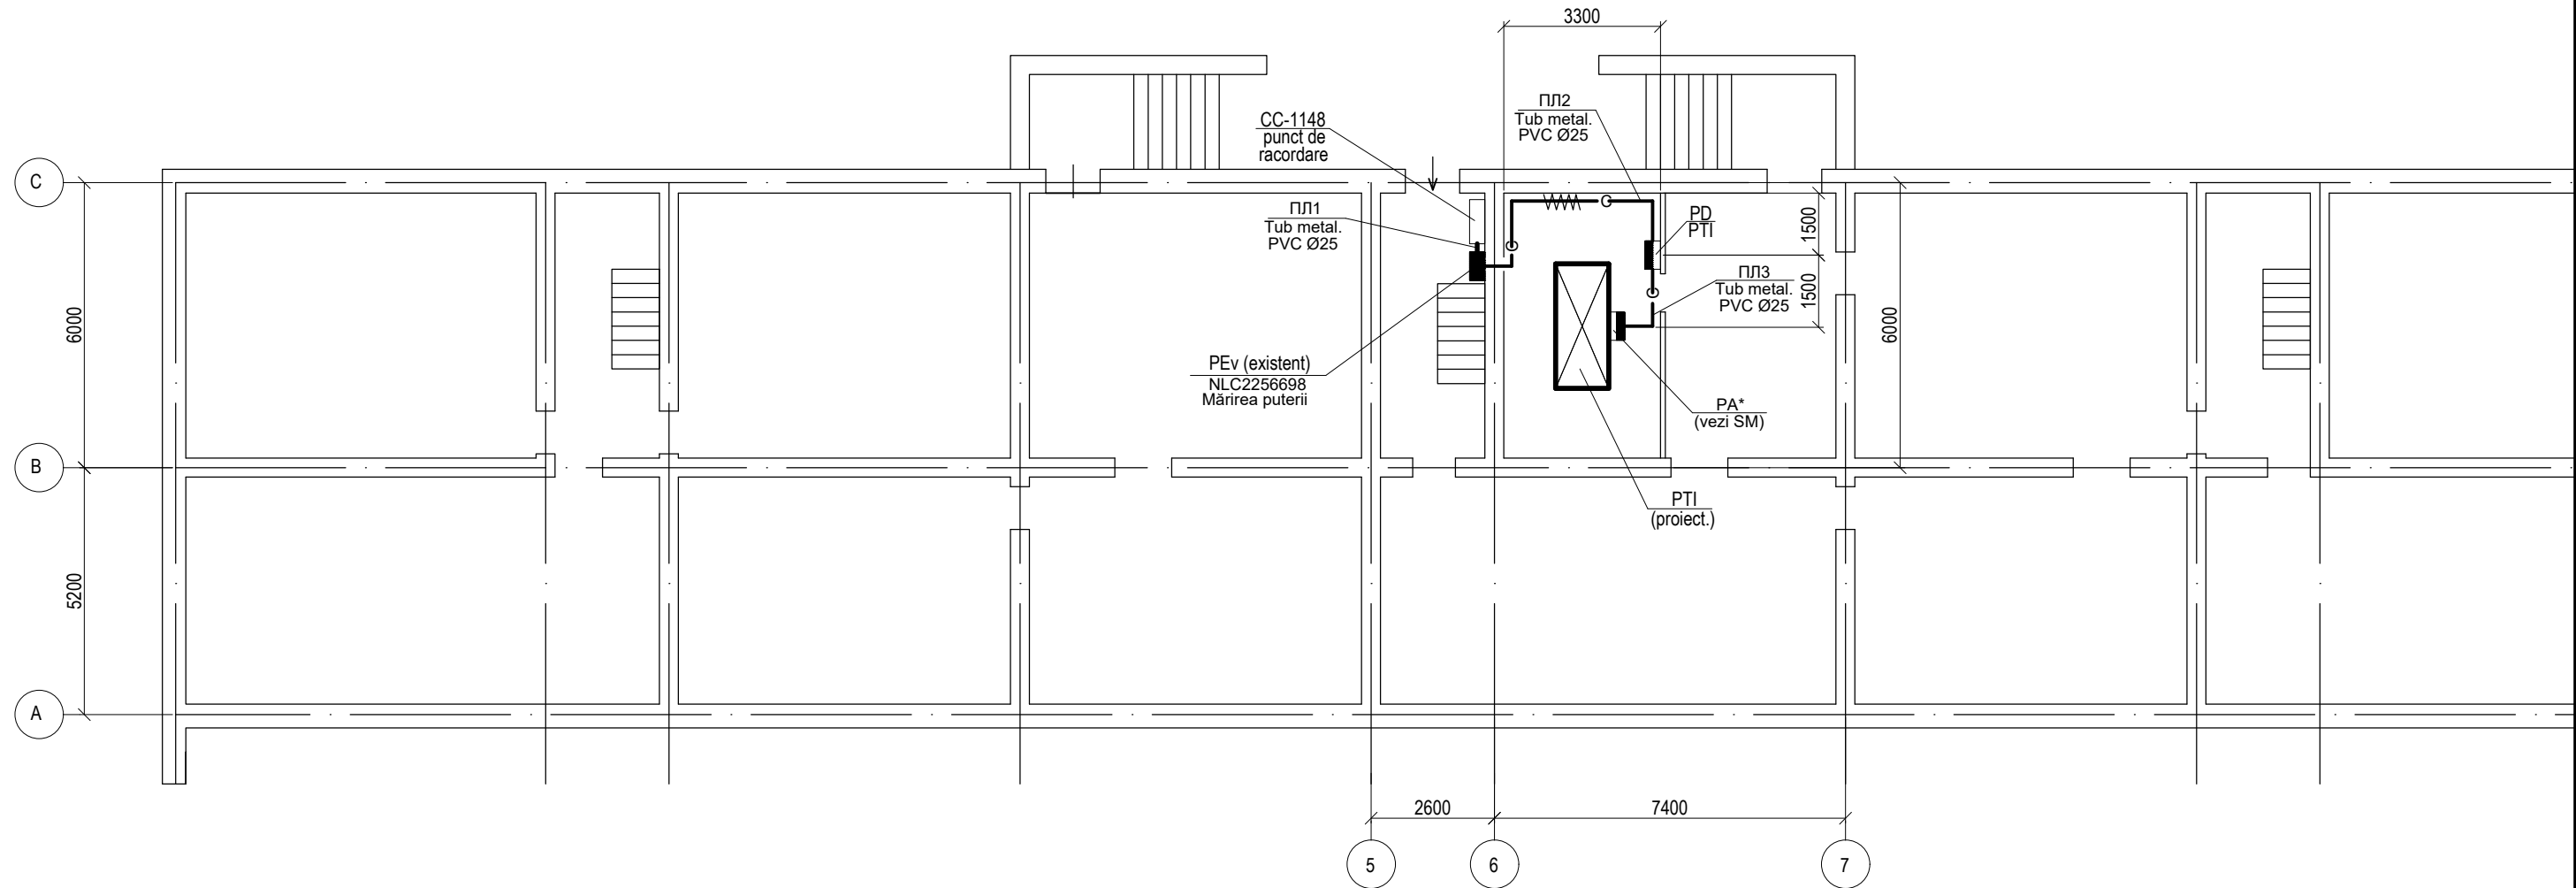 3300
ПЛ2
Tub metal.
PVC Ø25
CC-1148
punct de
racordare
C
ПЛ1
Tub metal.
PVC Ø25
PD
PTI
1500
ПЛ3
Tub metal.
PVC Ø25
1500
6000
6000
PEv (existent)
NLC2256698
Mărirea puterii
PA*
(vezi SM)
B
PTI
(proiect.)
5200
A
2600
7400
5
6
7